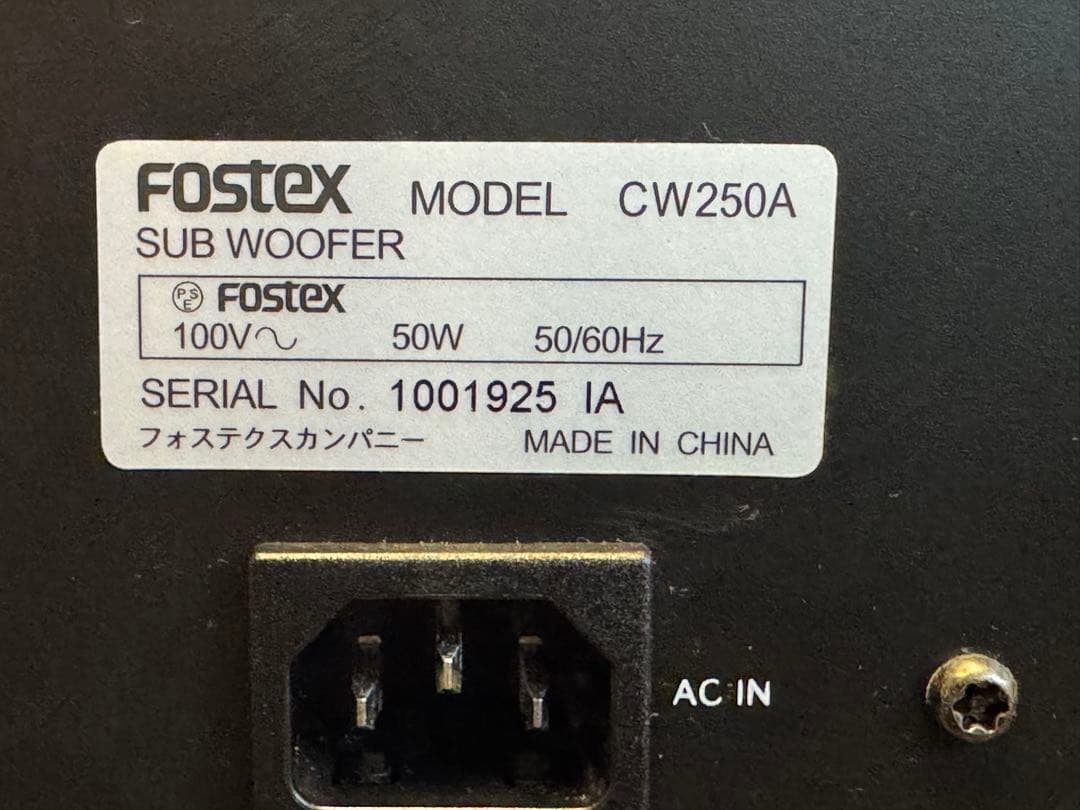 FOSTEX MODEL CW250A
SUB WOOFER
PSE FOSTEX
100V〜 50W 50/60Hz
SERIAL No. 1001925 IA
フォステクスカンパニー MADE IN CHINA
AC IN